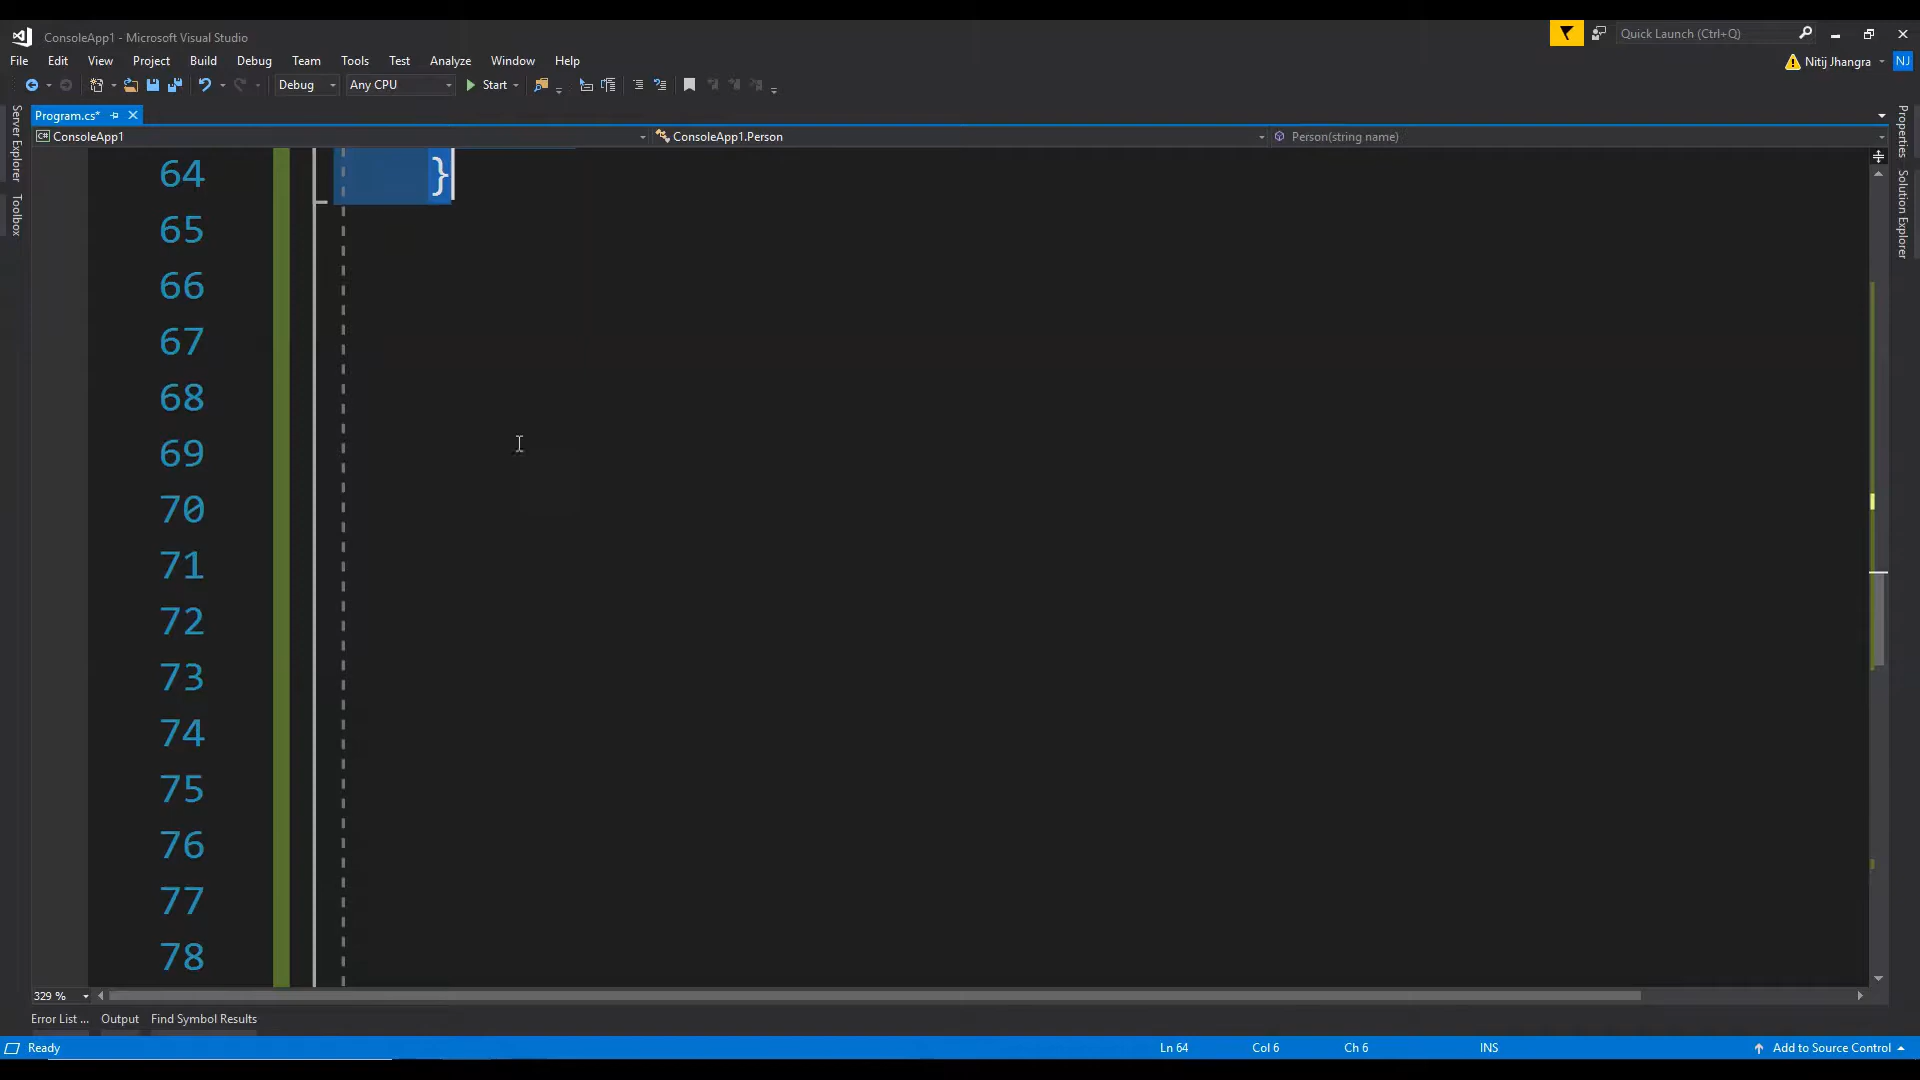 ConsoleApp1 - Microsoft Visual Studio
Quick Launch (Ctrl+Q)
File Edit View Project Build Debug Team Tools Test Analyze Window Help
Nitij Jhangra NJ
Debug Any CPU Start
Program.cs*
ConsoleApp1 ConsoleApp1.Person Person(string name)
Server Explorer
Toolbox
Properties
Solution Explorer
64 }
65
66
67
68
69
70
71
72
73
74
75
76
77
78
329 %
Error List ... Output Find Symbol Results
Ready Ln 64 Col 6 Ch 6 INS Add to Source Control